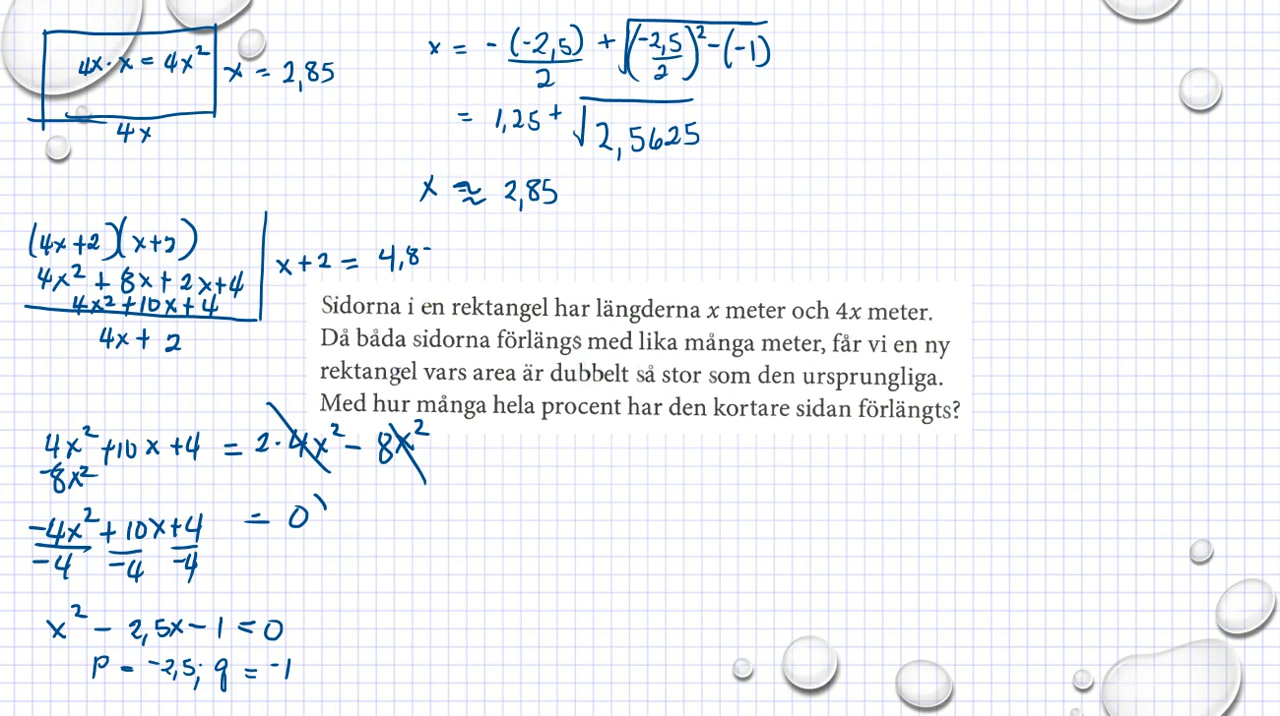 4x·x = 4x²
x = 2,85
4x
x = -(-2,5)/2 + √((-2,5/2)² - (-1))
= 1,25 + √2,5625
x ≈ 2,85
(4x+2)(x+2)
4x² + 8x + 2x + 4
4x² + 10x + 4
4x + 2
x + 2 = 4,8
Sidorna i en rektangel har längderna x meter och 4x meter.
Då båda sidorna förlängs med lika många meter, får vi en ny
rektangel vars area är dubbelt så stor som den ursprungliga.
Med hur många hela procent har den kortare sidan förlängts?
4x² + 10x + 4 = 2·4x² - 8x²
-8x²
-4x² + 10x + 4 = 0
-4 -4 -4
x² - 2,5x - 1 = 0
p = -2,5; q = -1